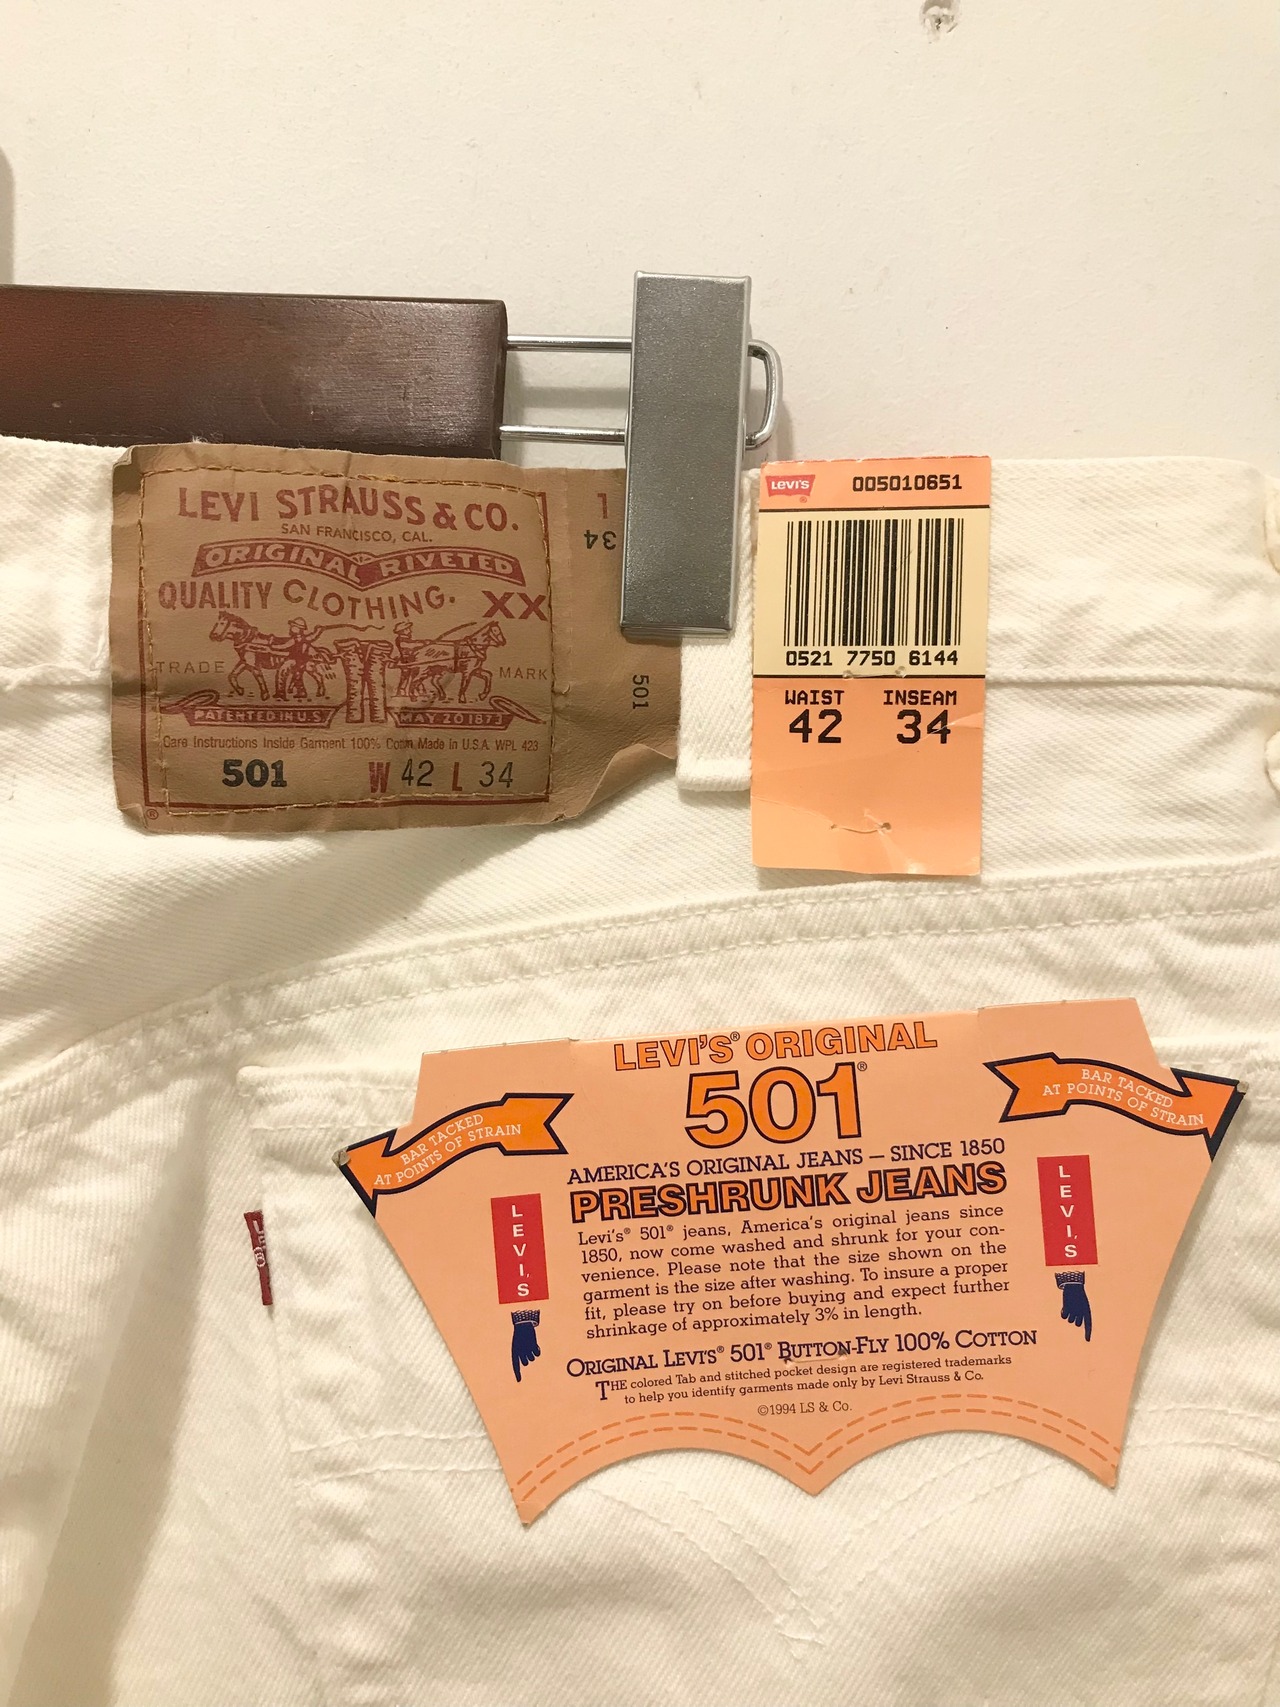 LEVI STRAUSS & CO.
SAN FRANCISCO, CAL.
ORIGINAL RIVETED
QUALITY CLOTHING. XX
TRADE MARK
PATENTED IN U.S. MAY 20 1873
Care Instructions Inside Garment 100% Cotton Made in U.S.A. WPL 423
501 W 42 L 34
®
L
34
501
LEVI'S
®
005010651
0521 7750 6144
WAIST INSEAM
42 34
LEVI'S
®
LEVI'S® ORIGINAL
501®
BAR TACKED
AT POINTS OF STRAIN
BAR TACKED
AT POINTS OF STRAIN
AMERICA'S ORIGINAL JEANS – SINCE 1850
PRESHRUNK JEANS
LEVI'S
LEVI'S
Levi's® 501® jeans, America's original jeans since
1850, now come washed and shrunk for your con-
venience. Please note that the size shown on the
garment is the size after washing. To insure a proper
fit, please try on before buying and expect further
shrinkage of approximately 3% in length.
ORIGINAL LEVI'S® 501® BUTTON-FLY 100% COTTON
THE colored Tab and stitched pocket design are registered trademarks
to help you identify garments made only by Levi Strauss & Co.
©1994 LS & Co.